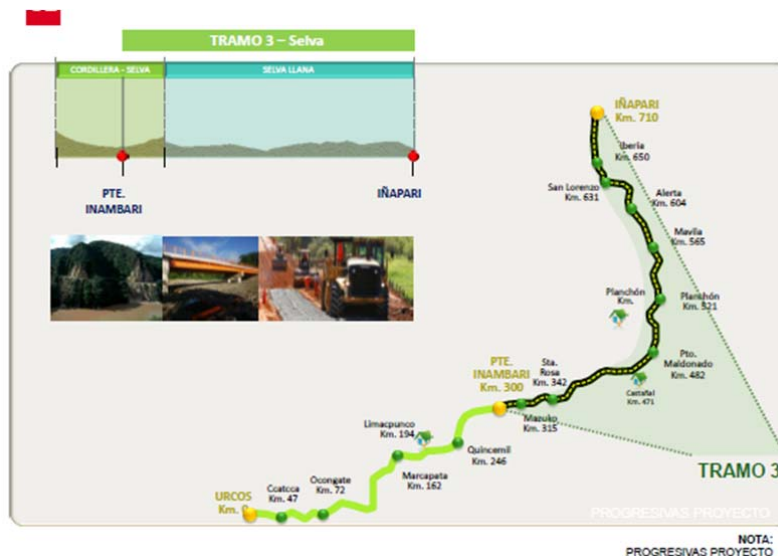 TRAMO 3 – Selva
CORDILLERA - SELVA
SELVA LLANA
PTE.
INAMBARI
IÑAPARI
IÑAPARI
Km. 710
Iberia
Km. 650
San Lorenzo
Km. 631
Alerta
Km. 604
Mavila
Km. 565
Planchón
Km.
Planchón
Km. 521
Pto.
Maldonado
Km. 482
Castañal
Km. 471
PTE.
INAMBARI
Km. 300
Sta.
Rosa
Km. 342
Mazuko
Km. 315
Limacpunco
Km. 194
Quincemil
Km. 246
Marcapata
Km. 162
Ocongate
Km. 72
Ccatcca
Km. 47
URCOS
Km.
TRAMO 3
PROGRESIVAS PROYECTO
NOTA:
PROGRESIVAS PROYECTO